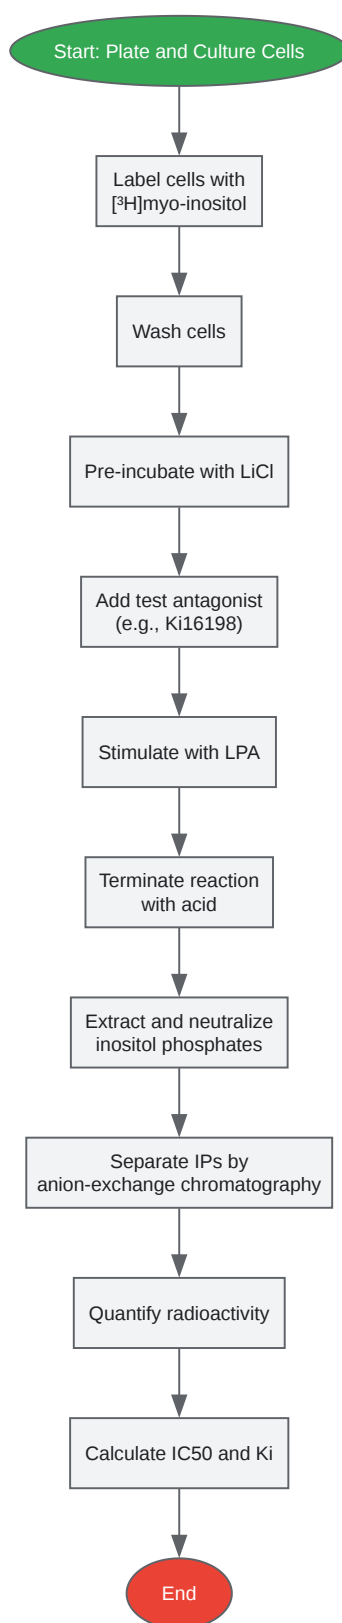 Start: Plate and Culture Cells
Label cells with
[³H]myo-inositol
Wash cells
Pre-incubate with LiCl
Add test antagonist
(e.g., Ki16198)
Stimulate with LPA
Terminate reaction
with acid
Extract and neutralize
inositol phosphates
Separate IPs by
anion-exchange chromatography
Quantify radioactivity
Calculate IC50 and Ki
End